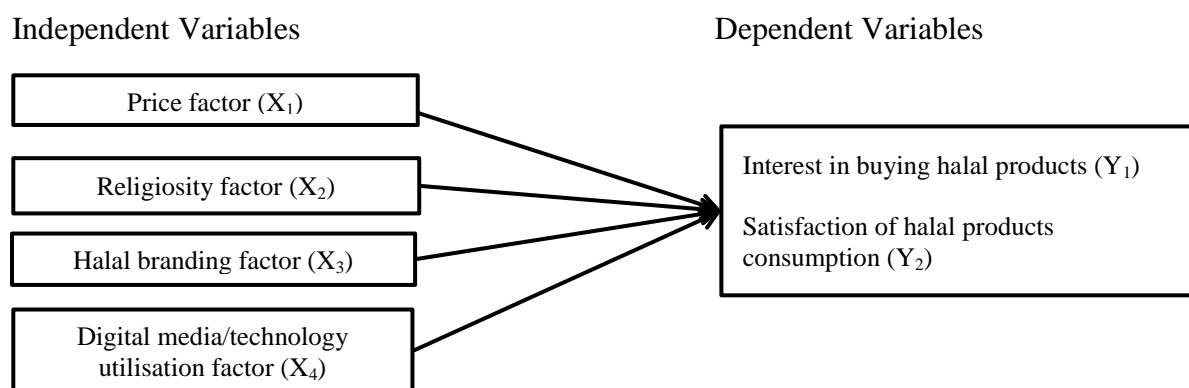 Independent Variables
Dependent Variables
Price factor (X₁)
Religiosity factor (X₂)
Halal branding factor (X₃)
Digital media/technology
utilisation factor (X₄)
Interest in buying halal products (Y₁)
Satisfaction of halal products
consumption (Y₂)